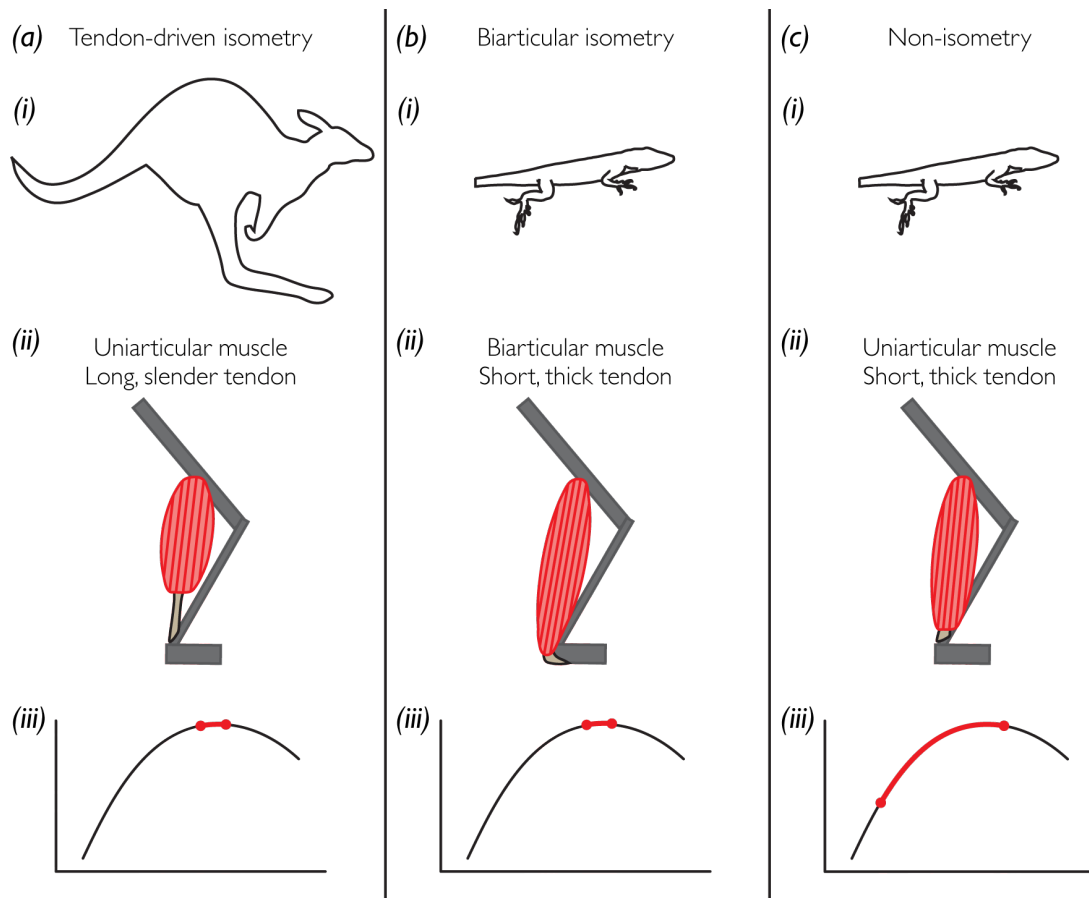 (a) Tendon-driven isometry
(i)
(ii) Uniarticular muscle
Long, slender tendon
(iii)
(b) Biarticular isometry
(i)
(ii) Biarticular muscle
Short, thick tendon
(iii)
(c) Non-isometry
(i)
(ii) Uniarticular muscle
Short, thick tendon
(iii)